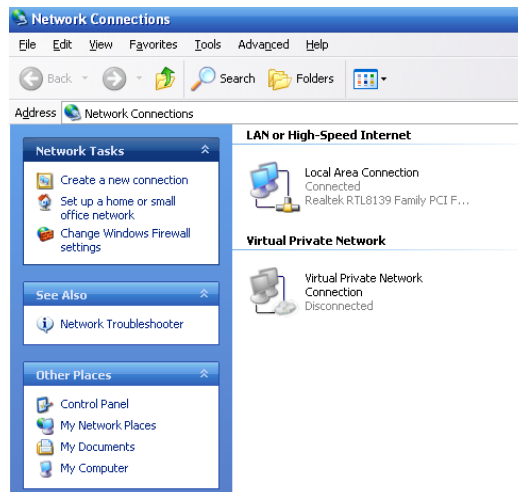 Network Connections
File Edit View Favorites Tools Advanced Help
Back Search Folders
Address Network Connections
Network Tasks
Create a new connection
Set up a home or small
office network
Change Windows Firewall
settings
See Also
Network Troubleshooter
Other Places
Control Panel
My Network Places
My Documents
My Computer
LAN or High-Speed Internet
Local Area Connection
Connected
Realtek RTL8139 Family PCI F...
Virtual Private Network
Virtual Private Network
Connection
Disconnected